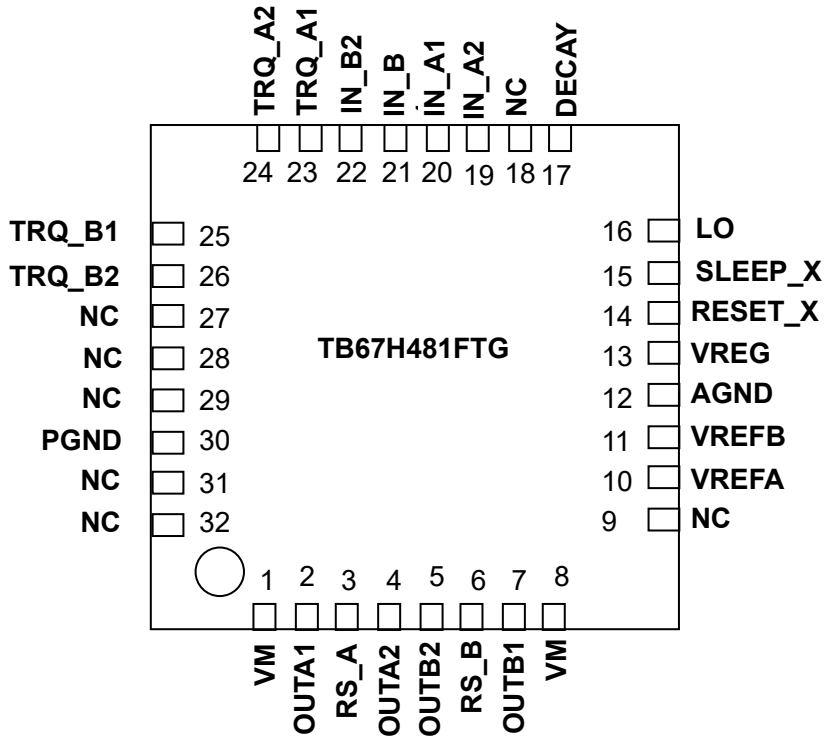 TRQ_A2
TRQ_A1
IN_B2
IN_B
IN_A1
IN_A2
NC
DECAY
24
23
22
21
20
19
18
17
TRQ_B1 25
TRQ_B2 26
NC 27
NC 28
NC 29
PGND 30
NC 31
NC 32
TB67H481FTG
16 LO
15 SLEEP_X
14 RESET_X
13 VREG
12 AGND
11 VREFB
10 VREFA
9 NC
1
2
3
4
5
6
7
8
VM
OUTA1
RS_A
OUTA2
OUTB2
RS_B
OUTB1
VM